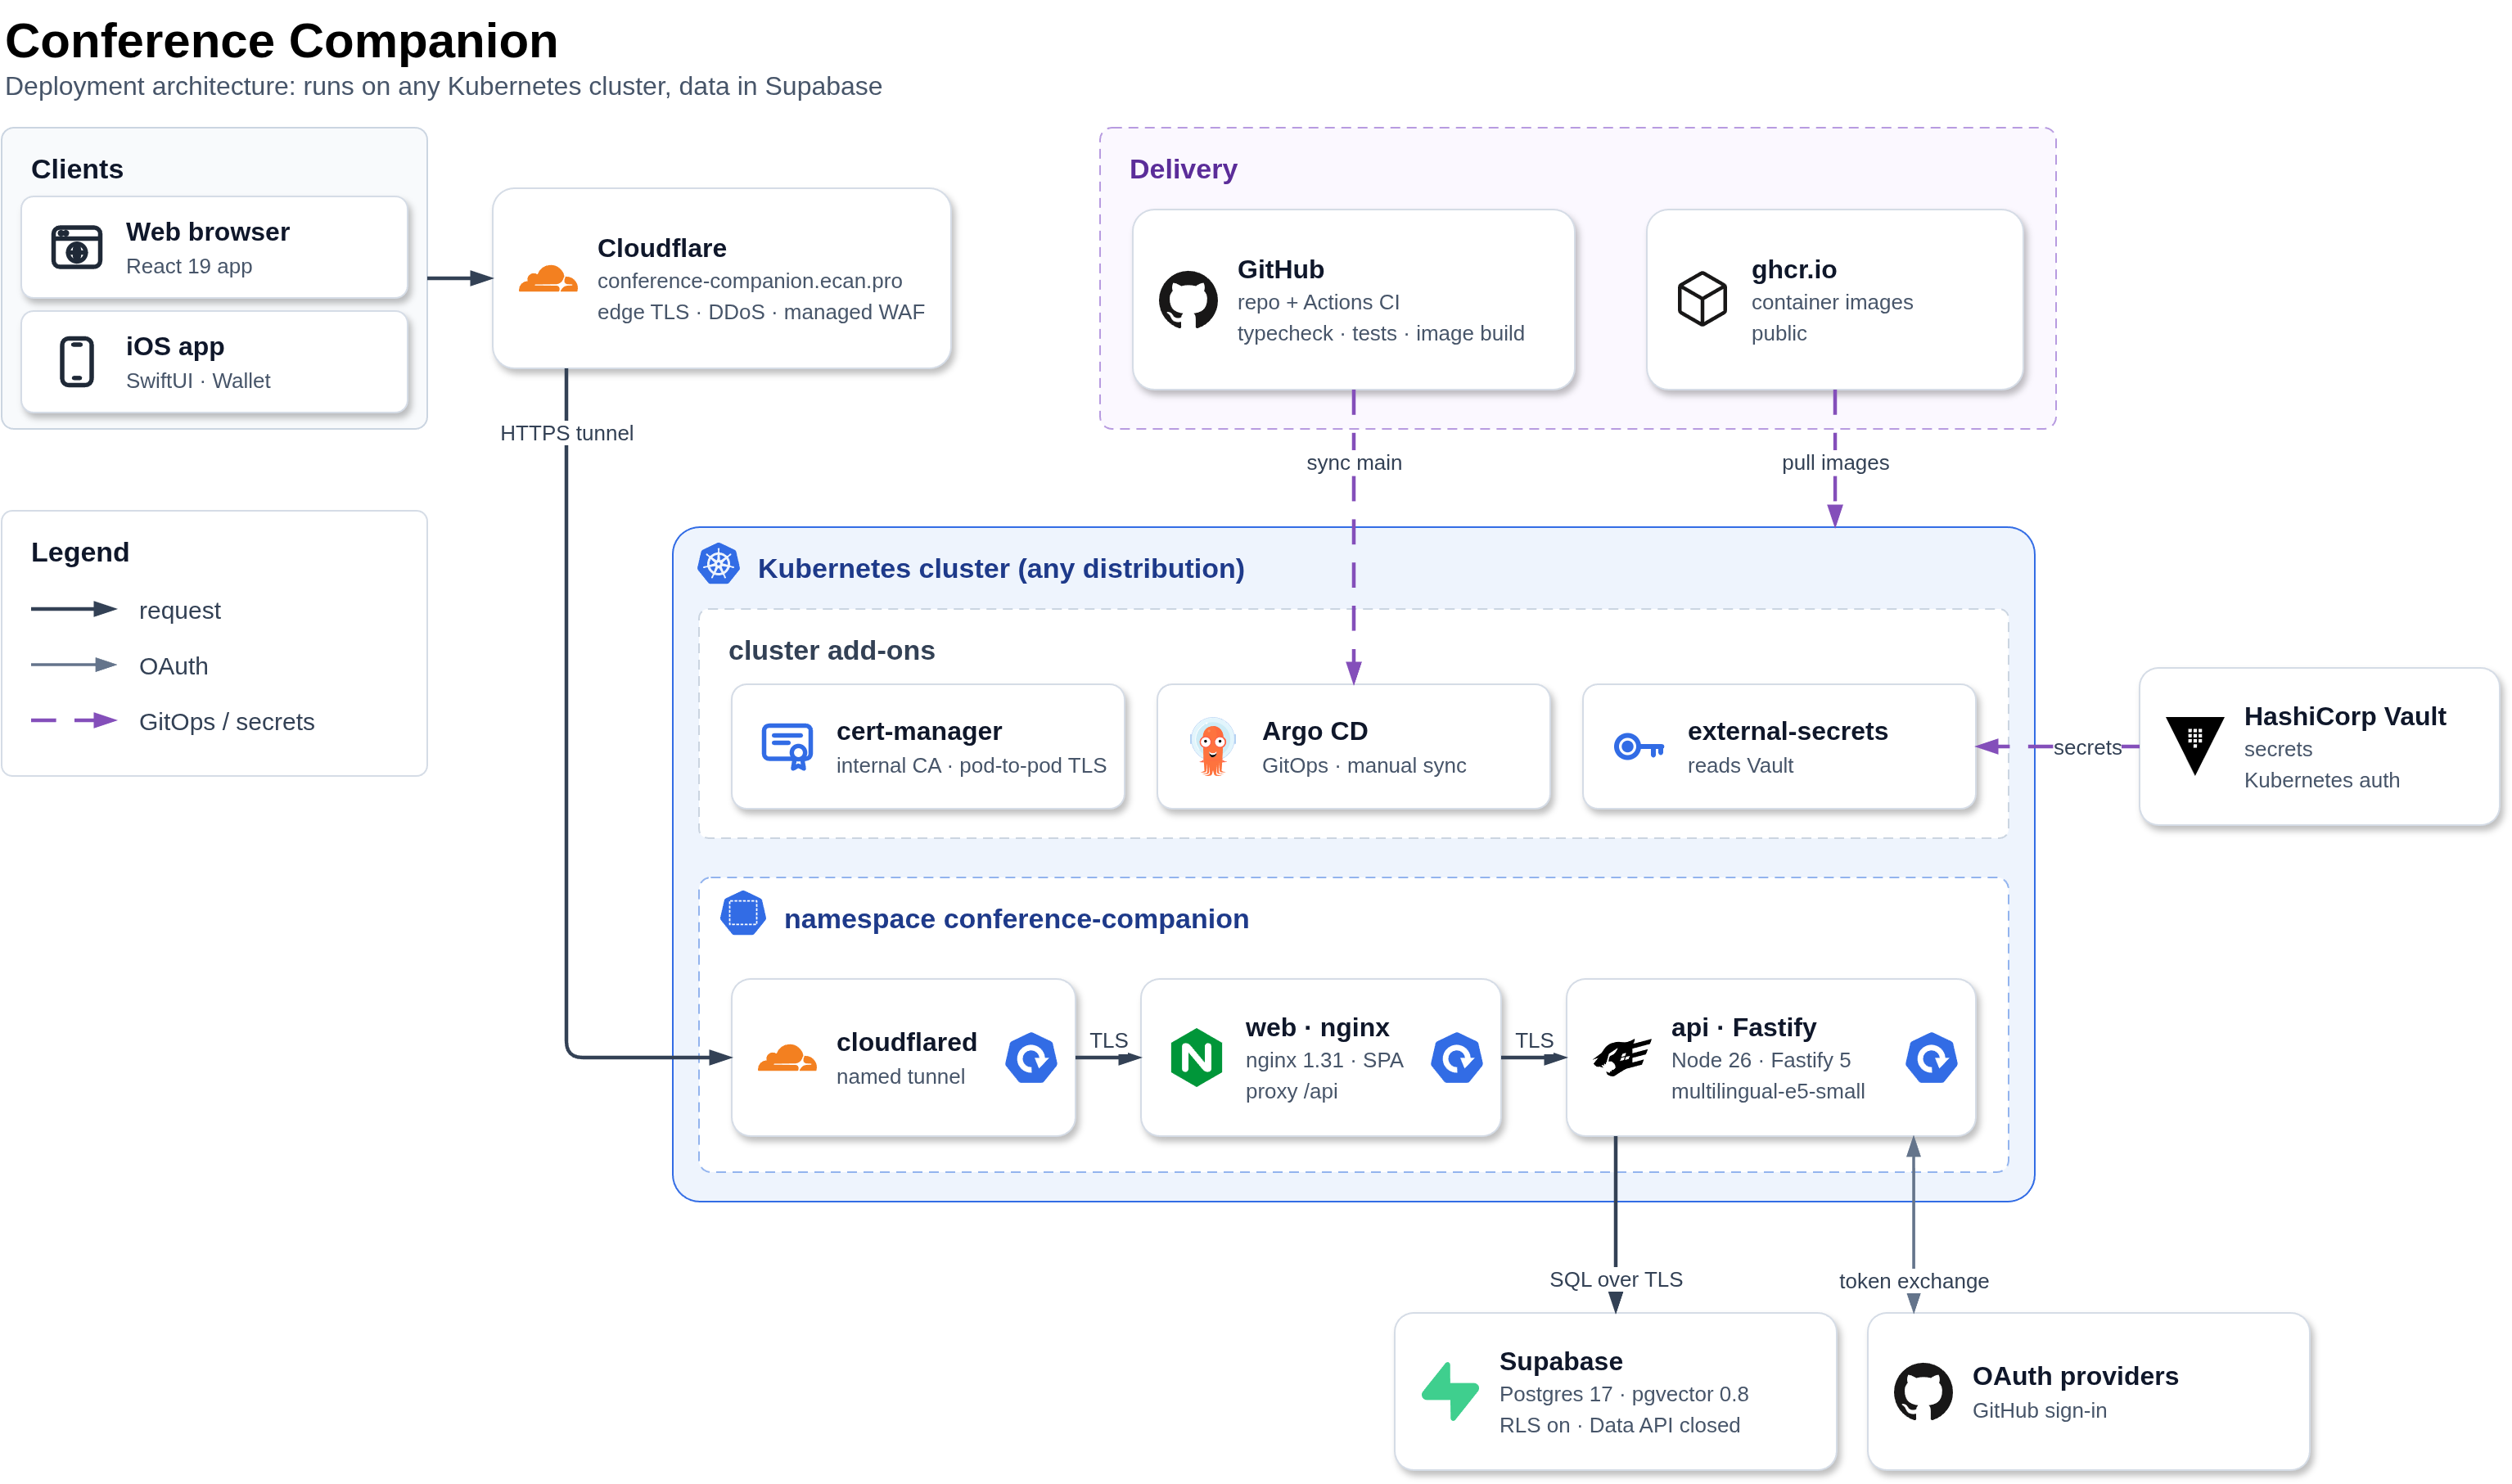 Conference Companion
Deployment architecture: runs on any Kubernetes cluster, data in Supabase
Clients
Web browser
React 19 app
iOS app
SwiftUI · Wallet
Cloudflare
conference-companion.ecan.pro
edge TLS · DDoS · managed WAF
Delivery
GitHub
repo + Actions CI
typecheck · tests · image build
ghcr.io
container images
public
HTTPS tunnel
sync main
pull images
Legend
request
OAuth
GitOps / secrets
Kubernetes cluster (any distribution)
cluster add-ons
cert-manager
internal CA · pod-to-pod TLS
Argo CD
GitOps · manual sync
external-secrets
reads Vault
secrets
HashiCorp Vault
secrets
Kubernetes auth
namespace conference-companion
cloudflared
named tunnel
TLS
web · nginx
nginx 1.31 · SPA
proxy /api
TLS
api · Fastify
Node 26 · Fastify 5
multilingual-e5-small
SQL over TLS
token exchange
Supabase
Postgres 17 · pgvector 0.8
RLS on · Data API closed
OAuth providers
GitHub sign-in